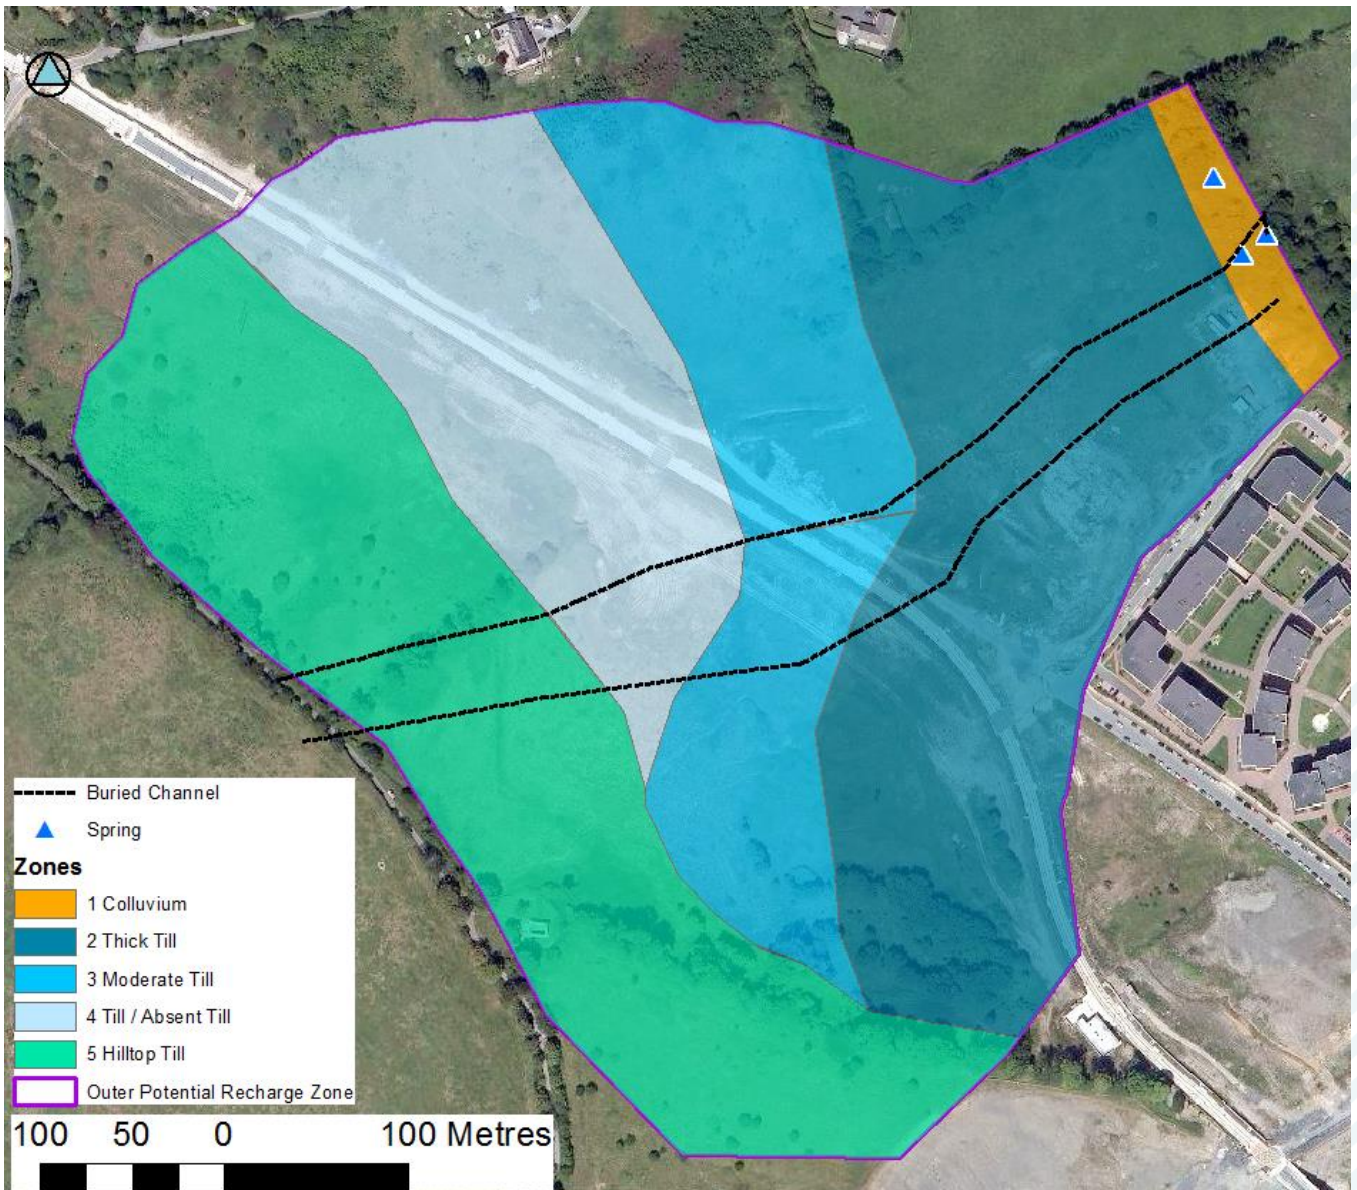 Buried Channel
Spring
Zones
1 Colluvium
2 Thick Till
3 Moderate Till
4 Till / Absent Till
5 Hilltop Till
Outer Potential Recharge Zone
100 50 0 100 Metres